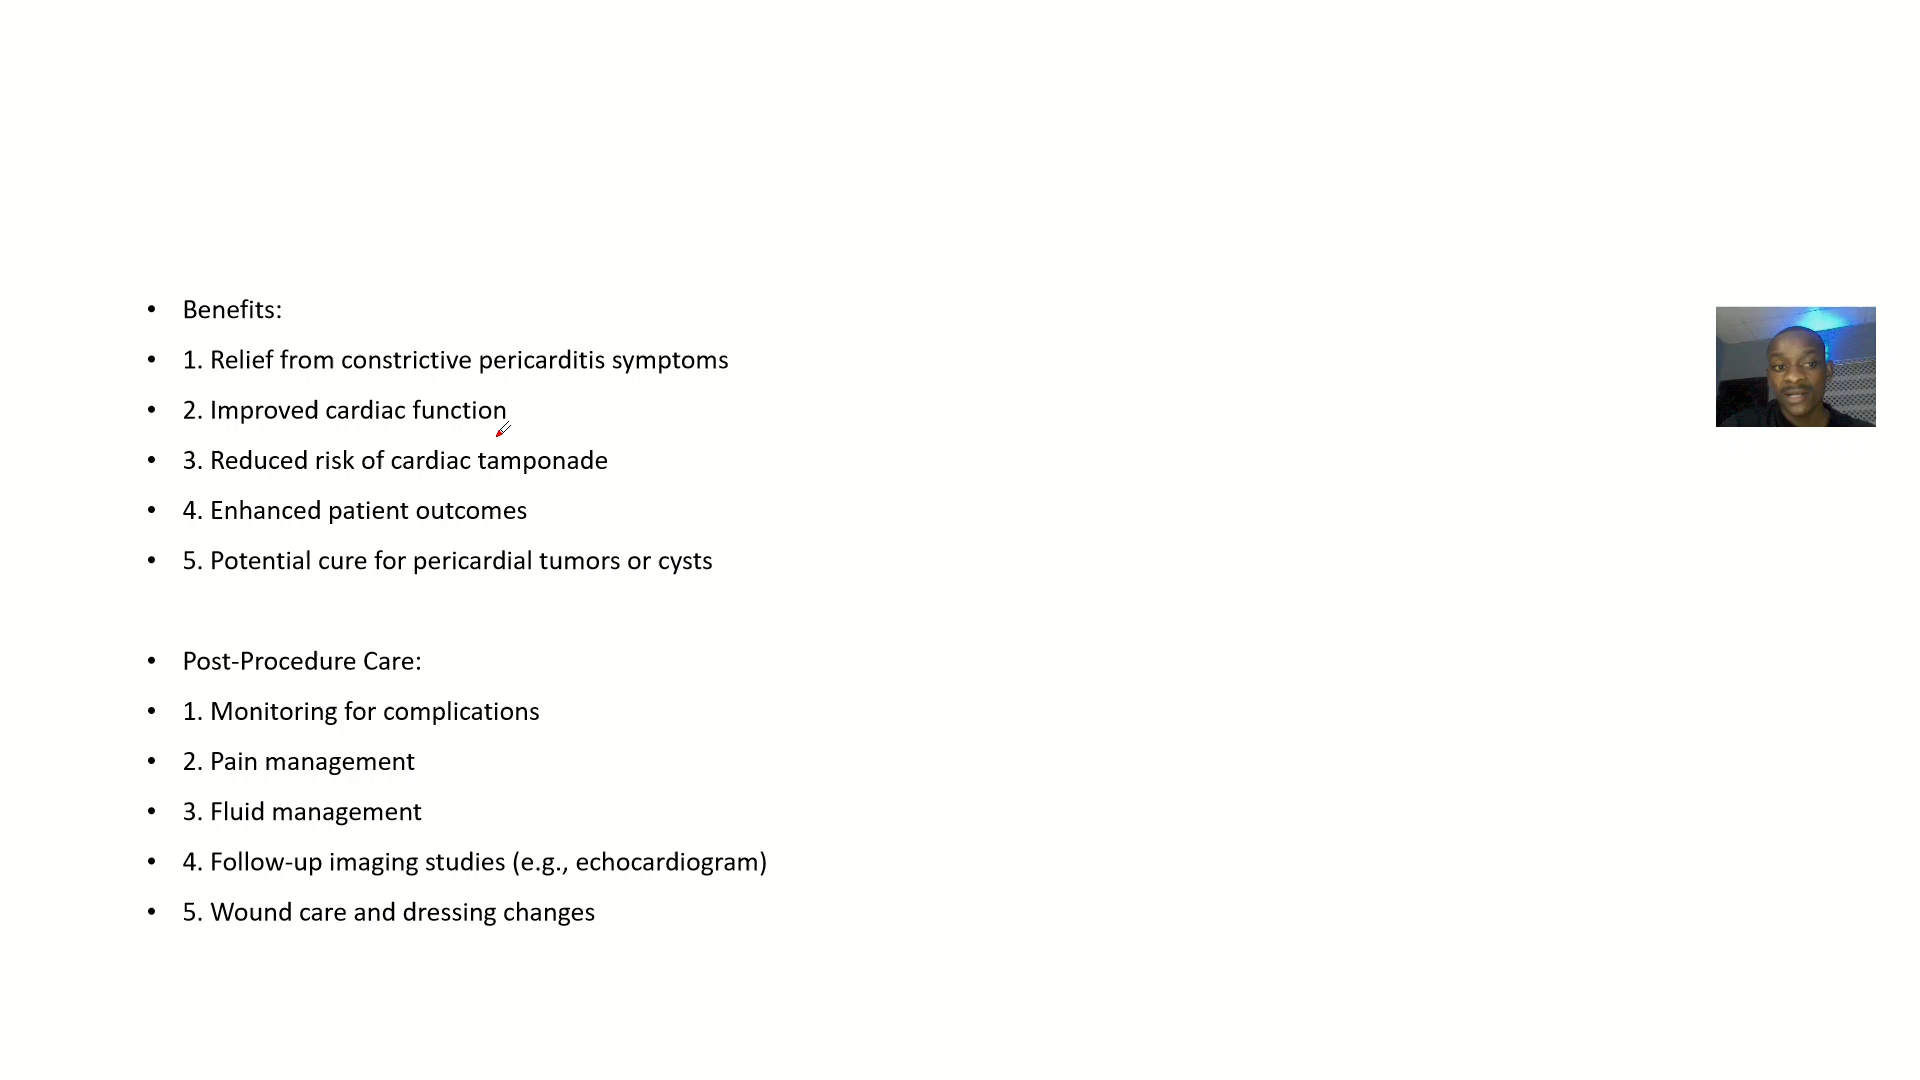 • Benefits:
• 1. Relief from constrictive pericarditis symptoms
• 2. Improved cardiac function
• 3. Reduced risk of cardiac tamponade
• 4. Enhanced patient outcomes
• 5. Potential cure for pericardial tumors or cysts
• Post-Procedure Care:
• 1. Monitoring for complications
• 2. Pain management
• 3. Fluid management
• 4. Follow-up imaging studies (e.g., echocardiogram)
• 5. Wound care and dressing changes